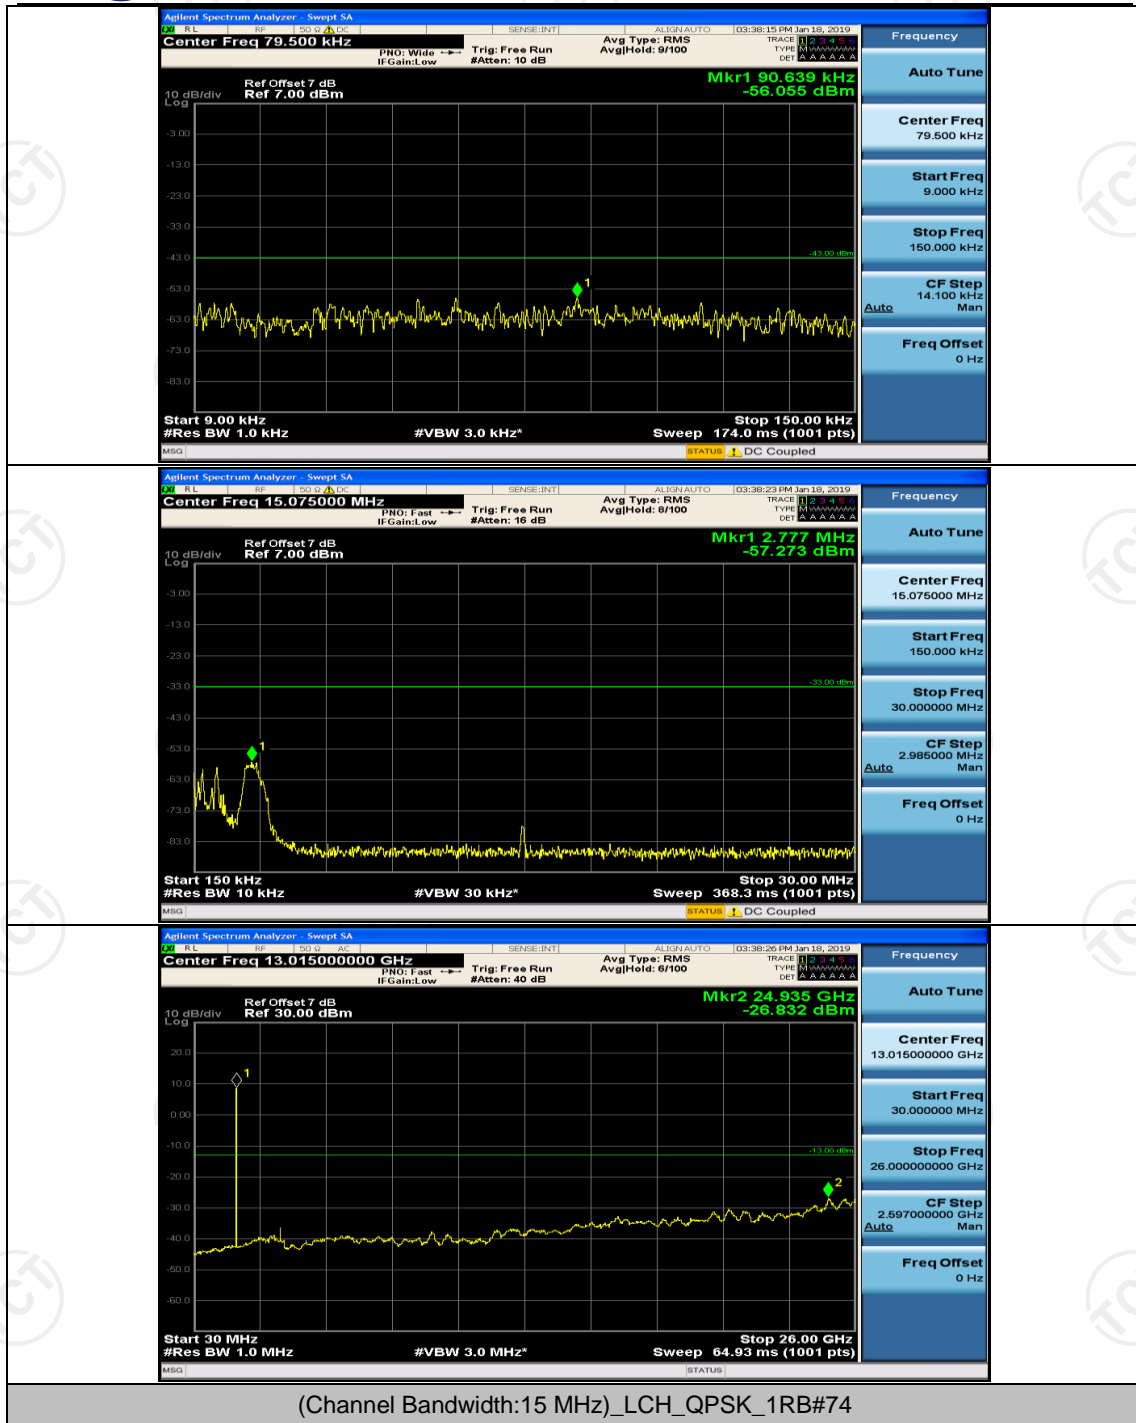 Agilent Spectrum Analyzer - Swept SA
LXI RL RF 50 Ω DC SENSE:INT ALIGN AUTO 03:38:15 PM Jan 18, 2019
Center Freq 79.500 kHz
PNO: Wide
IFGain:Low
Trig: Free Run
#Atten: 10 dB
Avg Type: RMS
Avg|Hold: 9/100
TRACE 1 2 3 4 5 6
TYPE M WWWWW
DET A A A A A A
Frequency
Auto Tune
Mkr1 90.639 kHz
-56.055 dBm
Ref Offset 7 dB
10 dB/div Ref 7.00 dBm
Log
-3.00
-13.0
-23.0
-33.0
-43.0
-53.0
-63.0
-73.0
-83.0
-43.00 dBm
1
Center Freq
79.500 kHz
Start Freq
9.000 kHz
Stop Freq
150.000 kHz
CF Step
14.100 kHz
Auto Man
Freq Offset
0 Hz
Start 9.00 kHz Stop 150.00 kHz
#Res BW 1.0 kHz #VBW 3.0 kHz* Sweep 174.0 ms (1001 pts)
MSG STATUS DC Coupled
Agilent Spectrum Analyzer - Swept SA
LXI RL RF 50 Ω DC SENSE:INT ALIGN AUTO 03:38:23 PM Jan 18, 2019
Center Freq 15.075000 MHz
PNO: Fast
IFGain:Low
Trig: Free Run
#Atten: 16 dB
Avg Type: RMS
Avg|Hold: 8/100
TRACE 1 2 3 4 5 6
TYPE M WWWWW
DET A A A A A A
Frequency
Auto Tune
Mkr1 2.777 MHz
-57.273 dBm
Ref Offset 7 dB
10 dB/div Ref 7.00 dBm
Log
-3.00
-13.0
-23.0
-33.0
-43.0
-53.0
-63.0
-73.0
-83.0
-33.00 dBm
1
Center Freq
15.075000 MHz
Start Freq
150.000 kHz
Stop Freq
30.000000 MHz
CF Step
2.985000 MHz
Auto Man
Freq Offset
0 Hz
Start 150 kHz Stop 30.00 MHz
#Res BW 10 kHz #VBW 30 kHz* Sweep 368.3 ms (1001 pts)
MSG STATUS DC Coupled
Agilent Spectrum Analyzer - Swept SA
LXI RL RF 50 Ω AC SENSE:INT ALIGN AUTO 03:38:26 PM Jan 18, 2019
Center Freq 13.015000000 GHz
PNO: Fast
IFGain:Low
Trig: Free Run
#Atten: 40 dB
Avg Type: RMS
Avg|Hold: 6/100
TRACE 1 2 3 4 5 6
TYPE M WWWWW
DET A A A A A A
Frequency
Auto Tune
Mkr2 24.935 GHz
-26.832 dBm
Ref Offset 7 dB
10 dB/div Ref 30.00 dBm
Log
20.0
10.0
0.00
-10.0
-20.0
-30.0
-40.0
-50.0
-60.0
-13.00 dBm
1
2
Center Freq
13.015000000 GHz
Start Freq
30.000000 MHz
Stop Freq
26.000000000 GHz
CF Step
2.597000000 GHz
Auto Man
Freq Offset
0 Hz
Start 30 MHz Stop 26.00 GHz
#Res BW 1.0 MHz #VBW 3.0 MHz* Sweep 64.93 ms (1001 pts)
MSG STATUS
(Channel Bandwidth:15 MHz)_LCH_QPSK_1RB#74